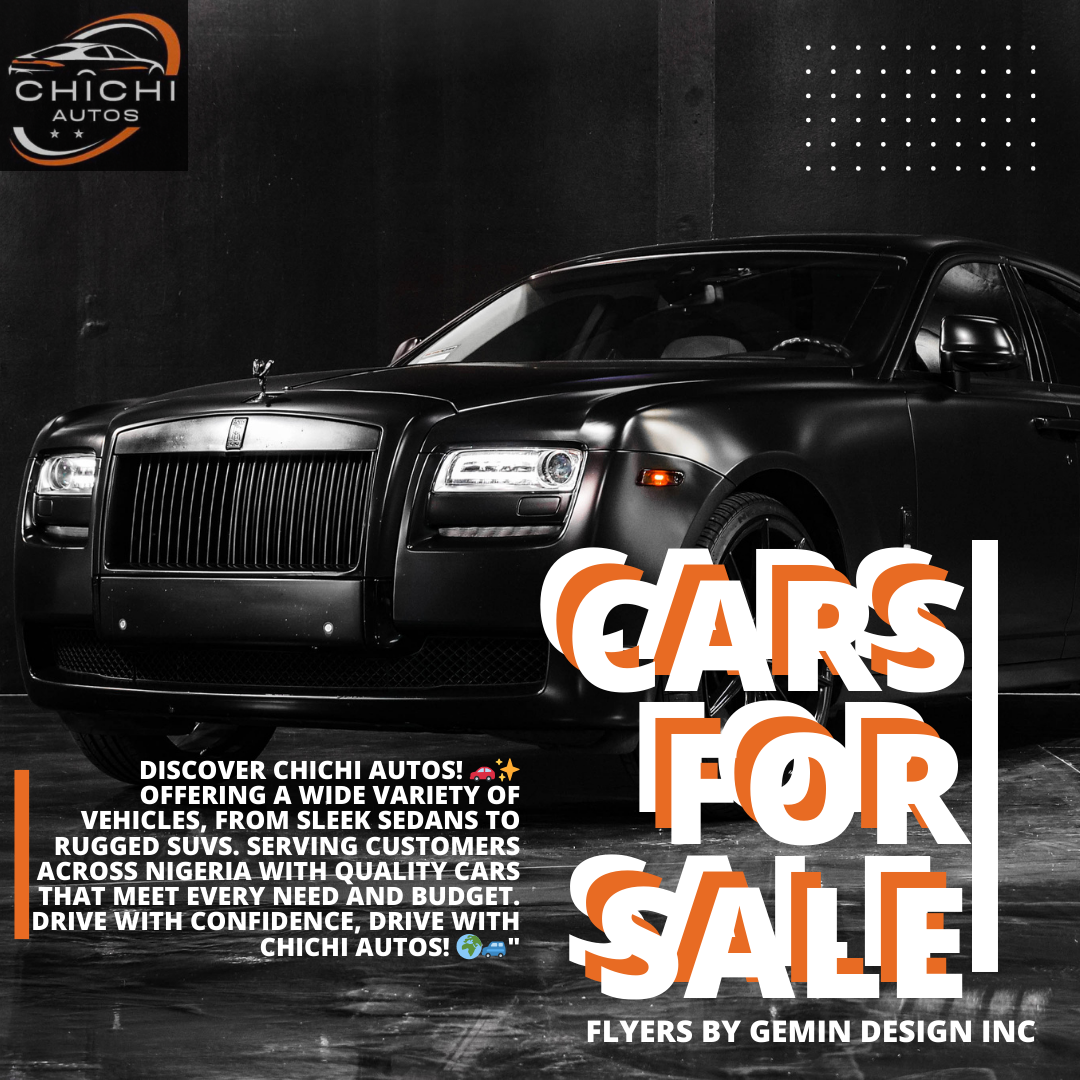 CHICHI
AUTOS
CARS
FOR
SALE
DISCOVER CHICHI AUTOS! 🚗✨
OFFERING A WIDE VARIETY OF
VEHICLES, FROM SLEEK SEDANS TO
RUGGED SUVS. SERVING CUSTOMERS
ACROSS NIGERIA WITH QUALITY CARS
THAT MEET EVERY NEED AND BUDGET.
DRIVE WITH CONFIDENCE, DRIVE WITH
CHICHI AUTOS! 🌍🚙"
FLYERS BY GEMIN DESIGN INC